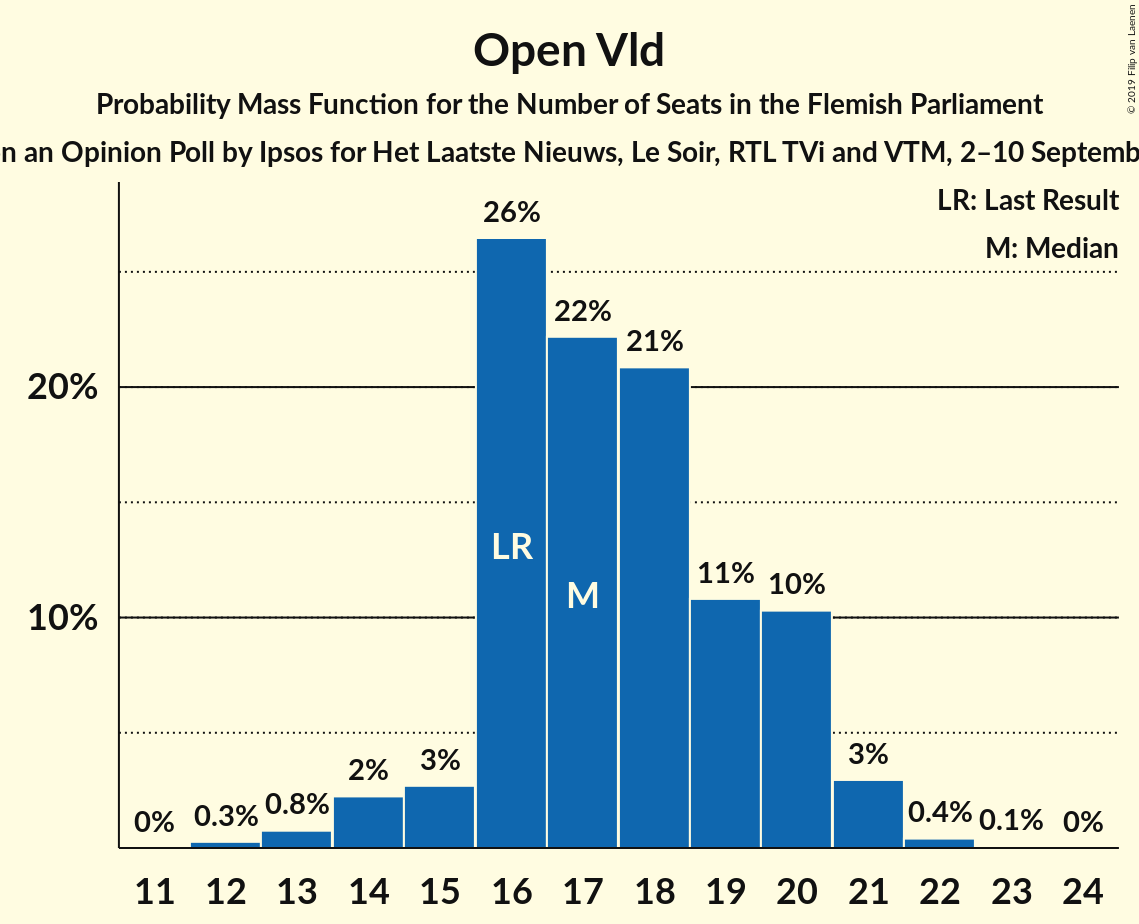 Open Vld
Probability Mass Function for the Number of Seats in the Flemish Parliament
an Opinion Poll by Ipsos for Het Laatste Nieuws, Le Soir, RTL TVi and VTM, 2–10
© 2019 Filip van Laenen
LR: Last Result
M: Median
26%
22%
21%
20%
LR
11%
10%
M
10%
3%
3%
2%
0.8%
0.3%
0%
0.4%
0.1%
0%
11 12 13 14 15 16 17 18 19 20 21 22 23 24